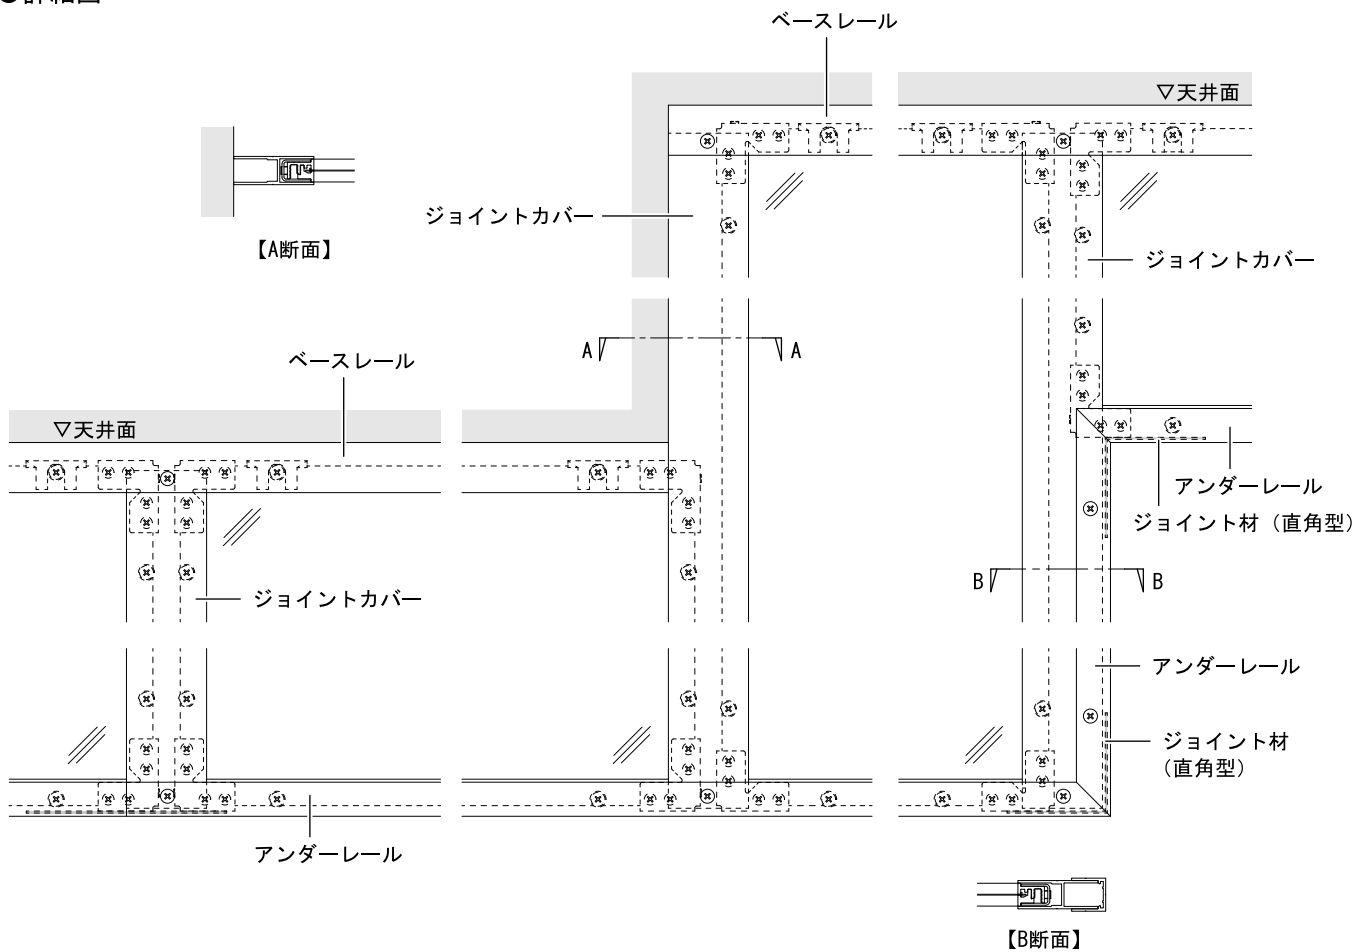 ベースレール
▽天井面
ジョイントカバー
【A断面】
ジョイントカバー
A
A
ベースレール
▽天井面
アンダーレール
ジョイント材（直角型）
B
B
ジョイントカバー
アンダーレール
ジョイント材
（直角型）
アンダーレール
【B断面】